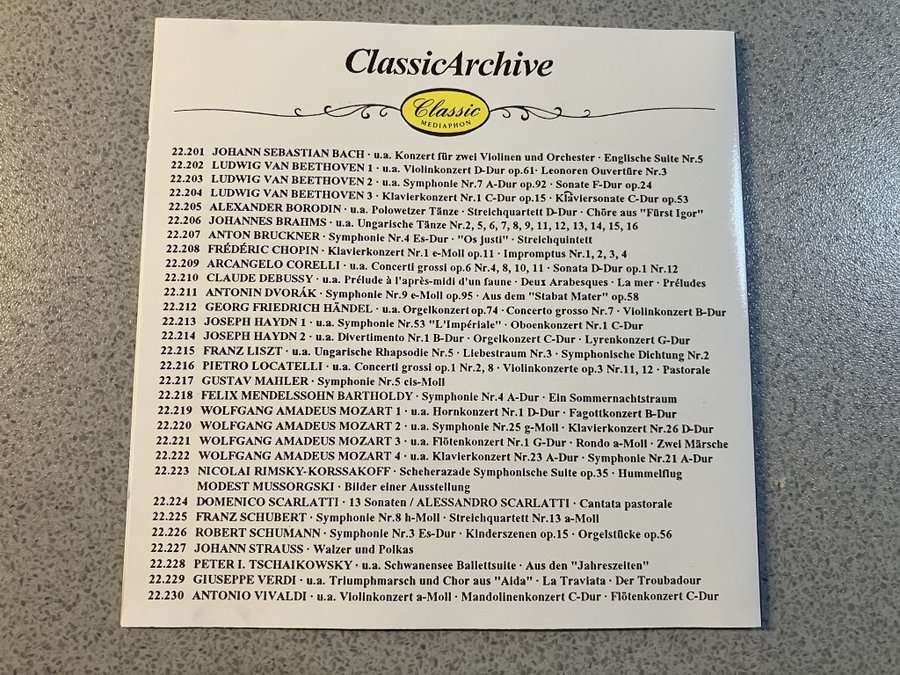 ClassicArchive
Classic
MEDIAPHON
22.201 JOHANN SEBASTIAN BACH · u.a. Konzert für zwei Violinen und Orchester · Englische Suite Nr.5
22.202 LUDWIG VAN BEETHOVEN 1 · u.a. Violinkonzert D-Dur op.61 · Leonoren Ouvertüre Nr.3
22.203 LUDWIG VAN BEETHOVEN 2 · u.a. Symphonie Nr.7 A-Dur op.92 · Sonate F-Dur op.24
22.204 LUDWIG VAN BEETHOVEN 3 · Klavierkonzert Nr.1 C-Dur op.15 · Klaviersonate C-Dur op.53
22.205 ALEXANDER BORODIN · u.a. Polowetzer Tänze · Streichquartett D-Dur · Chöre aus "Fürst Igor"
22.206 JOHANNES BRAHMS · u.a. Ungarische Tänze Nr.2, 5, 6, 7, 8, 9, 11, 12, 13, 14, 15, 16
22.207 ANTON BRUCKNER · Symphonie Nr.4 Es-Dur · "Os justi" · Streichquintett
22.208 FRÉDÉRIC CHOPIN · Klavierkonzert Nr.1 e-Moll op.11 · Impromptus Nr.1, 2, 3, 4
22.209 ARCANGELO CORELLI · u.a. Concerti grossi op.6 Nr.4, 8, 10, 11 · Sonata D-Dur op.1 Nr.12
22.210 CLAUDE DEBUSSY · u.a. Prélude à l'après-midi d'un faune · Deux Arabesques · La mer · Préludes
22.211 ANTONIN DVORÁK · Symphonie Nr.9 e-Moll op.95 · Aus dem "Stabat Mater" op.58
22.212 GEORG FRIEDRICH HÄNDEL · u.a. Orgelkonzert op.74 · Concerto grosso Nr.7 · Violinkonzert B-Dur
22.213 JOSEPH HAYDN 1 · u.a. Symphonie Nr.53 "L'Impériale" · Oboenkonzert Nr.1 C-Dur
22.214 JOSEPH HAYDN 2 · u.a. Divertimento Nr.1 B-Dur · Orgelkonzert C-Dur · Lyrenkonzert G-Dur
22.215 FRANZ LISZT · u.a. Ungarische Rhapsodie Nr.5 · Liebestraum Nr.3 · Symphonische Dichtung Nr.2
22.216 PIETRO LOCATELLI · u.a. Concerti grossi op.1 Nr.2, 8 · Violinkonzerte op.3 Nr.11, 12 · Pastorale
22.217 GUSTAV MAHLER · Symphonie Nr.5 cis-Moll
22.218 FELIX MENDELSSOHN BARTHOLDY · Symphonie Nr.4 A-Dur · Ein Sommernachtstraum
22.219 WOLFGANG AMADEUS MOZART 1 · u.a. Hornkonzert Nr.1 D-Dur · Fagottkonzert B-Dur
22.220 WOLFGANG AMADEUS MOZART 2 · u.a. Symphonie Nr.25 g-Moll · Klavierkonzert Nr.26 D-Dur
22.221 WOLFGANG AMADEUS MOZART 3 · u.a. Flötenkonzert Nr.1 G-Dur · Rondo a-Moll · Zwei Märsche
22.222 WOLFGANG AMADEUS MOZART 4 · u.a. Klavierkonzert Nr.23 A-Dur · Symphonie Nr.21 A-Dur
22.223 NICOLAI RIMSKY-KORSSAKOFF · Scheherazade Symphonische Suite op.35 · Hummelflug
MODEST MUSSORGSKI · Bilder einer Ausstellung
22.224 DOMENICO SCARLATTI · 13 Sonaten / ALESSANDRO SCARLATTI · Cantata pastorale
22.225 FRANZ SCHUBERT · Symphonie Nr.8 h-Moll · Streichquartett Nr.13 a-Moll
22.226 ROBERT SCHUMANN · Symphonie Nr.3 Es-Dur · Kinderszenen op.15 · Orgelstücke op.56
22.227 JOHANN STRAUSS · Walzer und Polkas
22.228 PETER I. TSCHAIKOWSKY · u.a. Schwanensee Ballettsuite · Aus den "Jahreszeiten"
22.229 GIUSEPPE VERDI · u.a. Triumphmarsch und Chor aus "Aida" · La Traviata · Der Troubadour
22.230 ANTONIO VIVALDI · u.a. Violinkonzert a-Moll · Mandolinenkonzert C-Dur · Flötenkonzert C-Dur